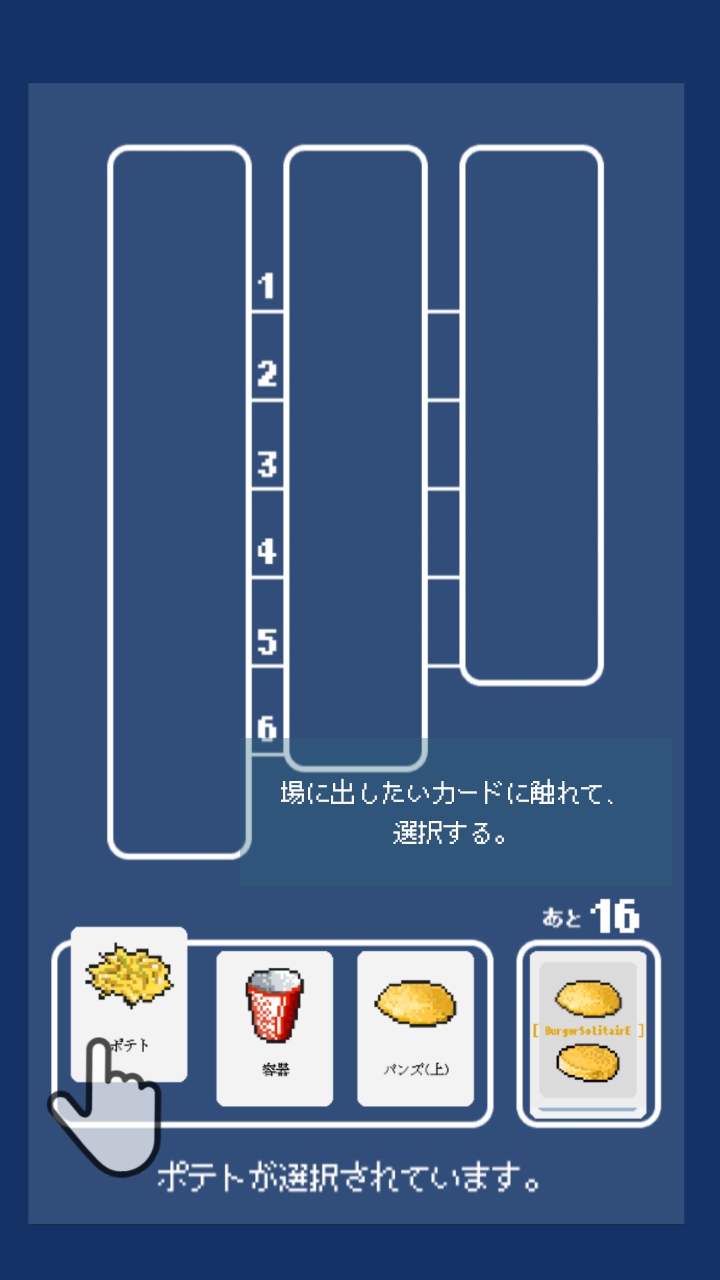 1
2
3
4
5
6
場に出したいカードに触れて、
選択する。
あと 16
ポテト
容器
バンズ(上)
[ BurgerSolitairE ]
ポテトが選択されています。